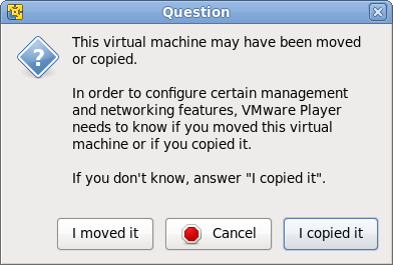 Question
This virtual machine may have been moved
or copied.
In order to configure certain management
and networking features, VMware Player
needs to know if you moved this virtual
machine or if you copied it.
If you don't know, answer "I copied it".
I moved it
Cancel
I copied it